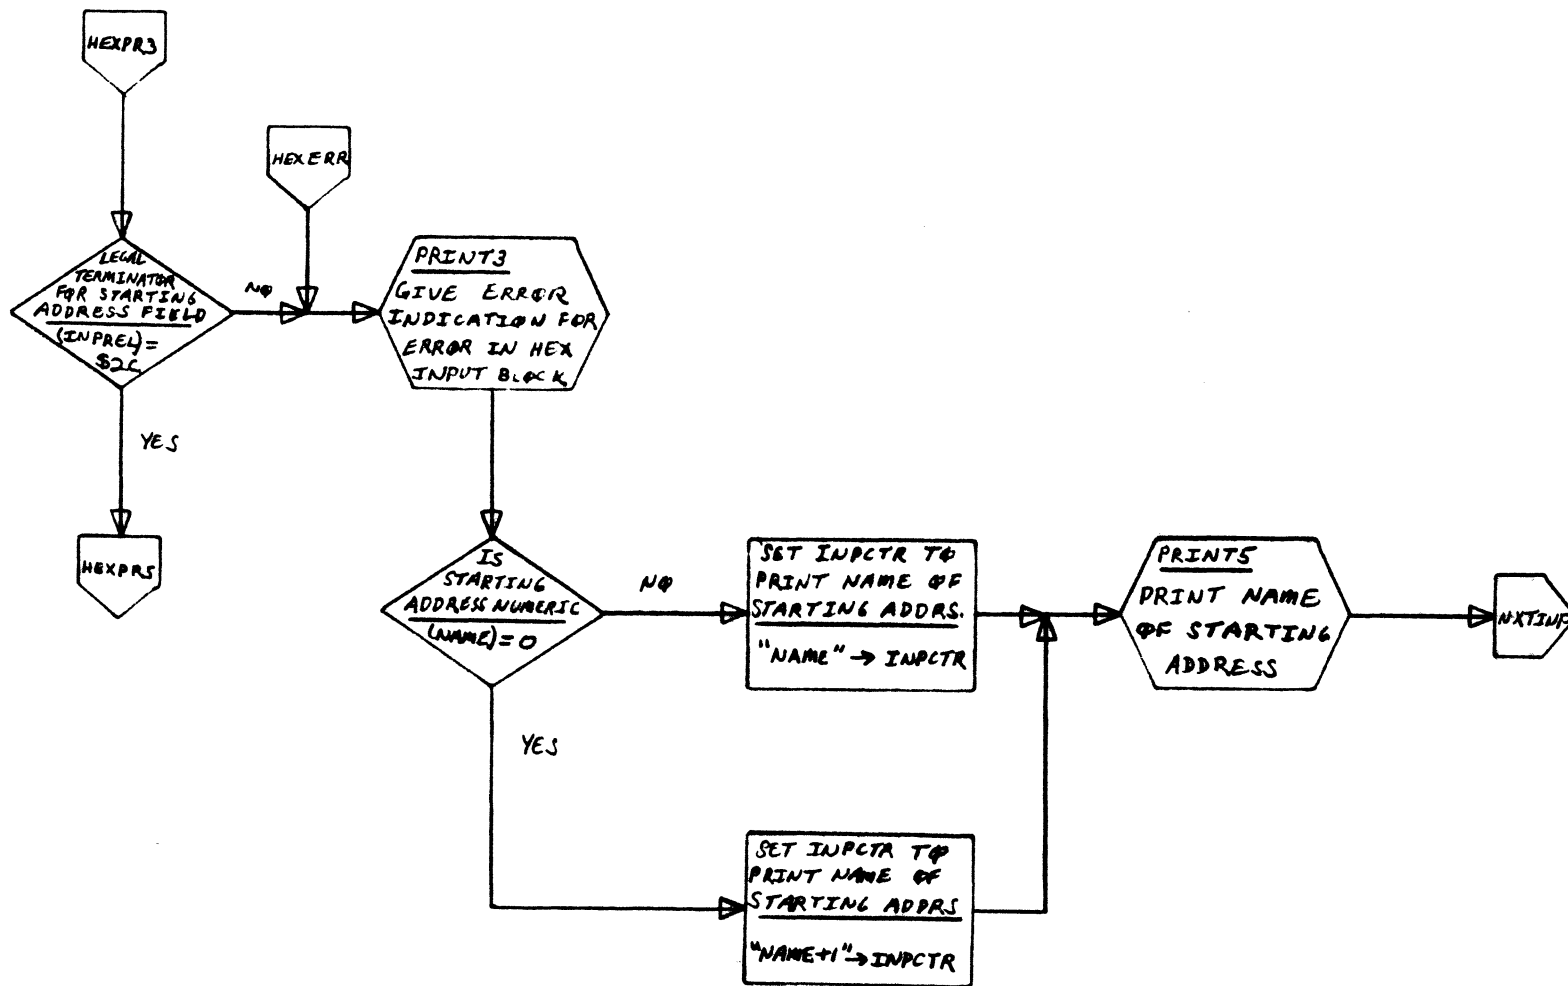 HEXPR3
HEXERR
LEGAL
TERMINATOR
FOR STARTING
ADDRESS FIELD
(INPREL)=
$2C
NO
YES
HEXPR5
PRINT3
GIVE ERROR
INDICATION FOR
ERROR IN HEX
INPUT BLOCK
IS
STARTING
ADDRESS NUMERIC
(NAME)=0
NO
YES
SET INPCTR TO
PRINT NAME OF
STARTING ADDRS.
"NAME"→INPCTR
SET INPCTR TO
PRINT NAME OF
STARTING ADDRS
"NAME+1"→INPCTR
PRINT5
PRINT NAME
OF STARTING
ADDRESS
NXTINP